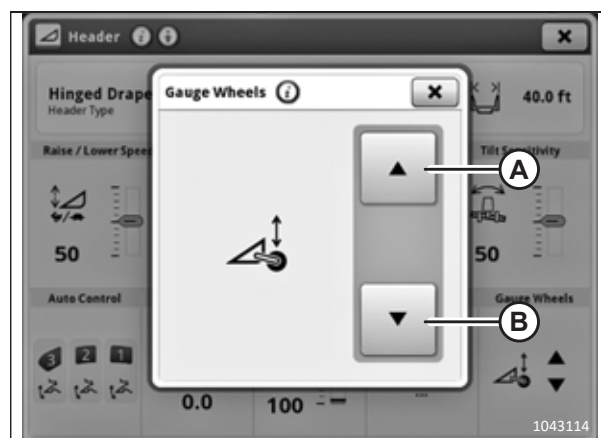 Header
Hinged Drape
Header Type
40.0 ft
Gauge Wheels
Raise / Lower Speed
Tilt Sensitivity
A
50
50
Auto Control
Gauge Wheels
B
3 2 1
0.0
100
1043114